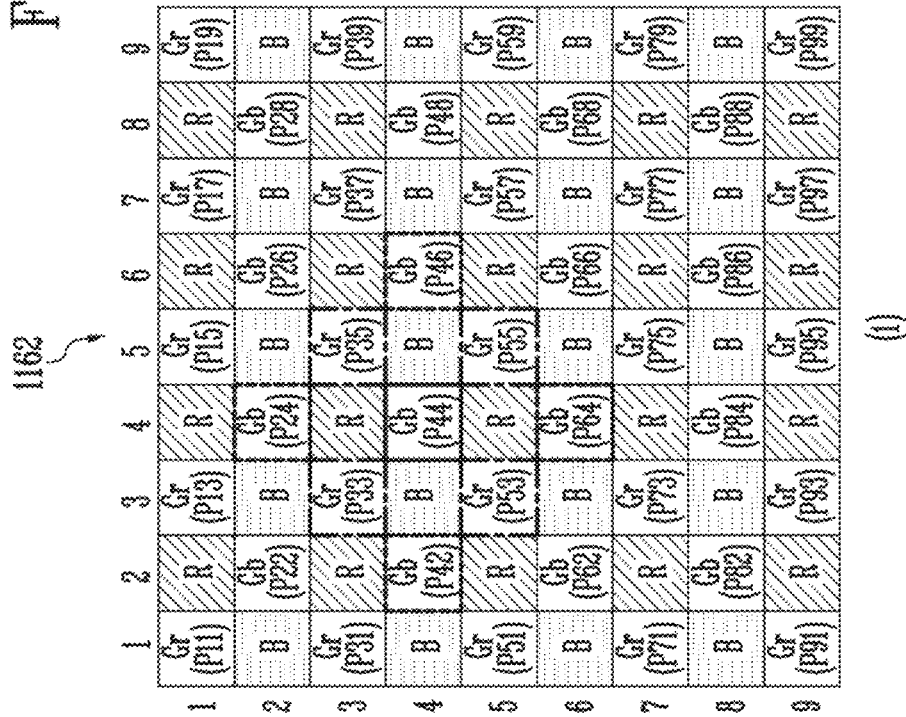 F
1162
1 2 3 4 5 6 7 8 9
1 Gr R Gr R Gr R Gr R Gr
(P11) (P13) (P15) (P17) (P19)
2 B Gb B Gb B Gb B Gb B
(P22) (P24) (P26) (P28)
3 Gr R Gr R Gr R Gr R Gr
(P31) (P33) (P35) (P37) (P39)
4 B Gb B Gb B Gb B Gb B
(P42) (P44) (P46) (P48)
5 Gr R Gr R Gr R Gr R Gr
(P51) (P53) (P55) (P57) (P59)
6 B Gb B Gb B Gb B Gb B
(P62) (P64) (P66) (P68)
7 Gr R Gr R Gr R Gr R Gr
(P71) (P73) (P75) (P77) (P79)
8 B Gb B Gb B Gb B Gb B
(P82) (P84) (P86) (P88)
9 Gr R Gr R Gr R Gr R Gr
(P91) (P93) (P95) (P97) (P99)
(1)